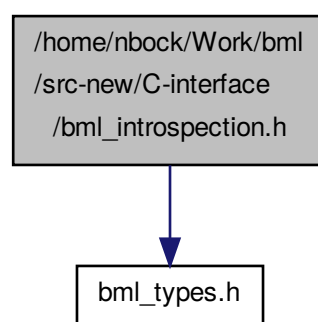 /home/nbock/Work/bml
/src-new/C-interface
/bml_introspection.h
bml_types.h